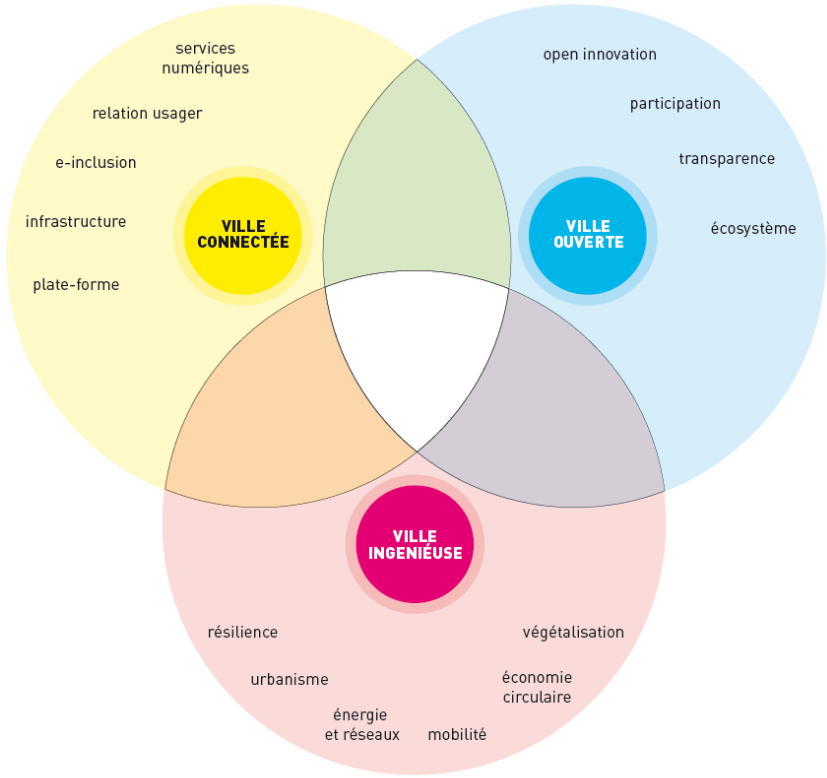 services
numériques
relation usager
e-inclusion
infrastructure
plate-forme
VILLE
CONNECTÉE
open innovation
participation
transparence
écosystème
VILLE
OUVERTE
VILLE
INGENIÉUSE
résilience
urbanisme
énergie
et réseaux
mobilité
économie
circulaire
végétalisation